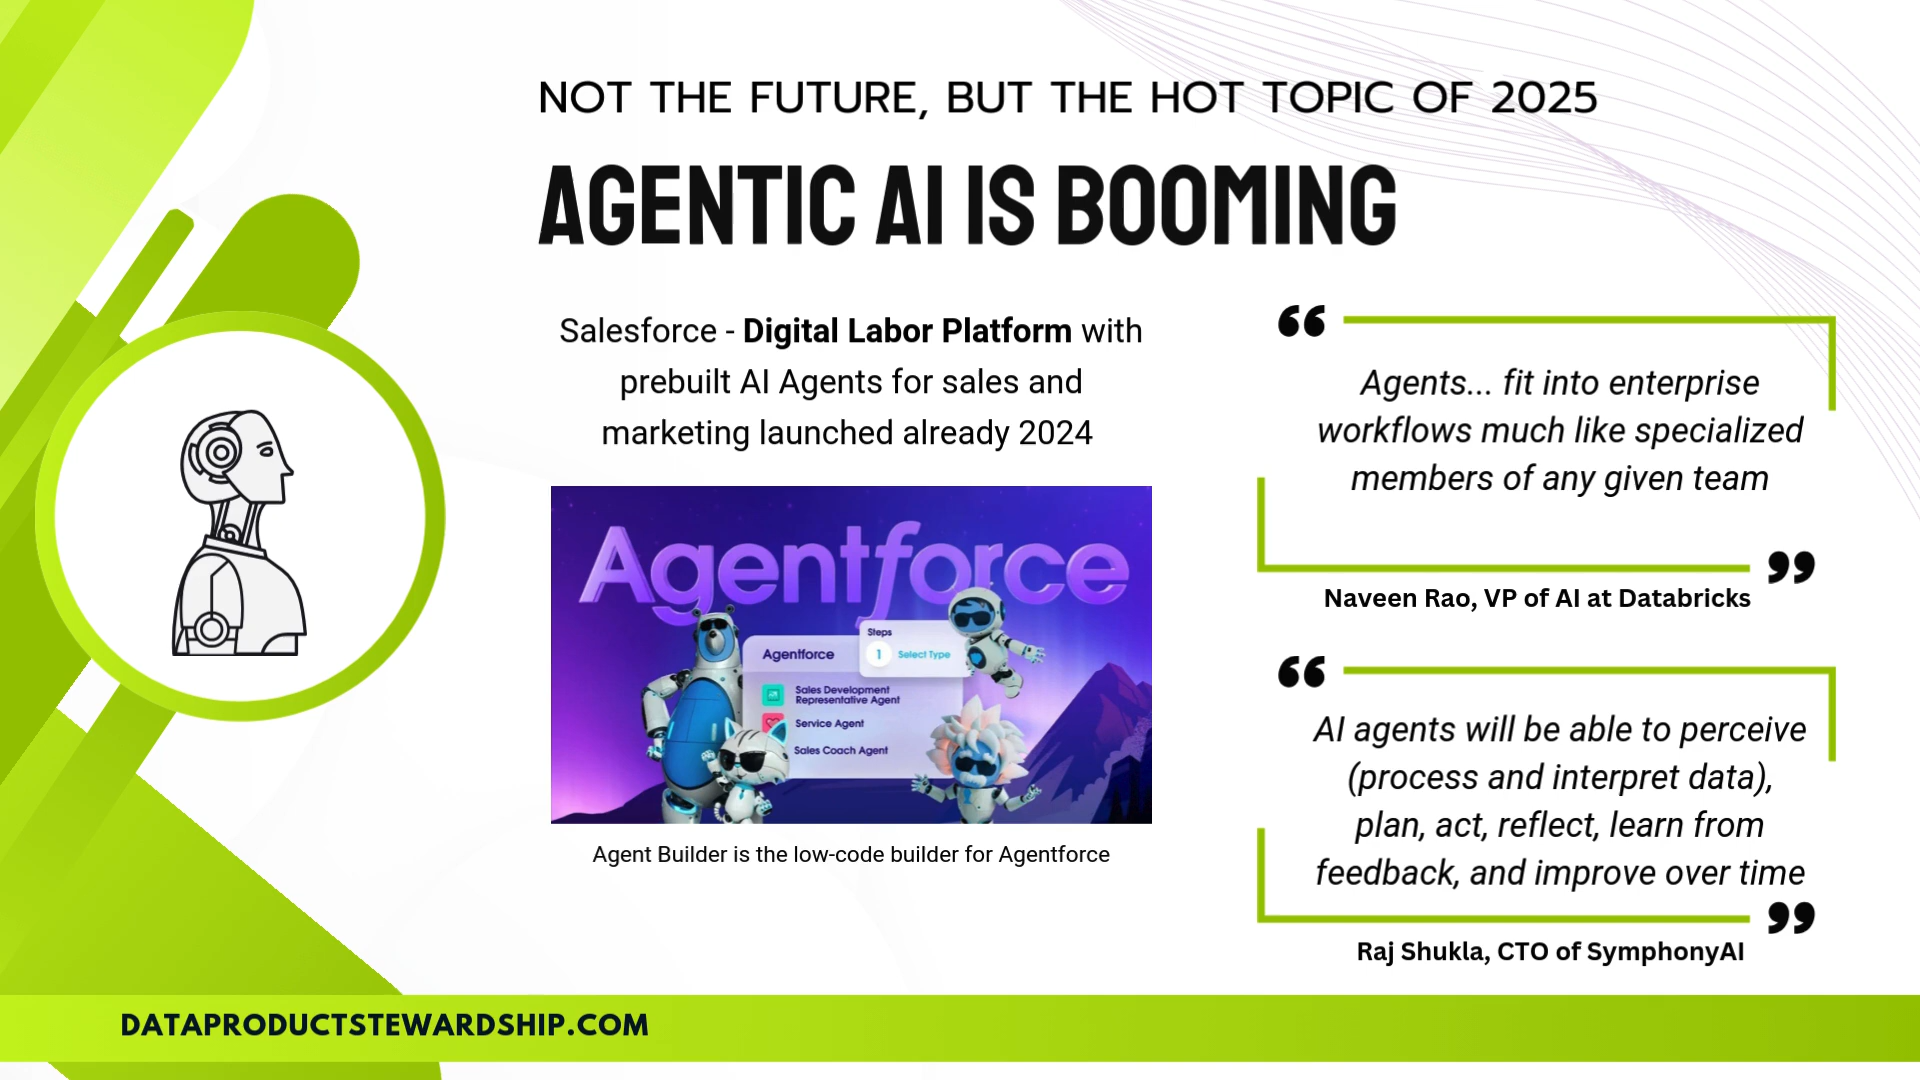 NOT THE FUTURE, BUT THE HOT TOPIC OF 2025
AGENTIC AI IS BOOMING
Salesforce - Digital Labor Platform with
prebuilt AI Agents for sales and
marketing launched already 2024
Agentforce
Steps
1 Select Type
Agentforce
Sales Development
Representative Agent
Service Agent
Sales Coach Agent
Agent Builder is the low-code builder for Agentforce
“
Agents... fit into enterprise
workflows much like specialized
members of any given team
”
Naveen Rao, VP of AI at Databricks
“
AI agents will be able to perceive
(process and interpret data),
plan, act, reflect, learn from
feedback, and improve over time
”
Raj Shukla, CTO of SymphonyAI
DATAPRODUCTSTEWARDSHIP.COM